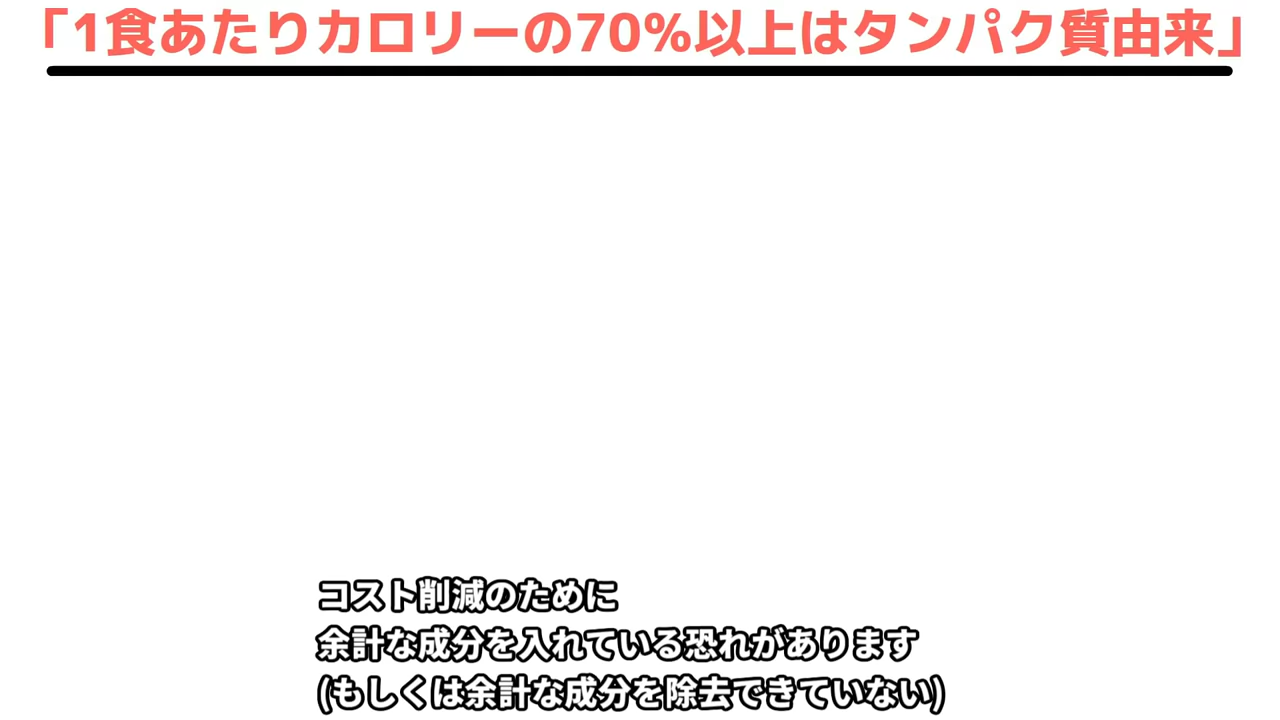 「1食あたりカロリーの70%以上はタンパク質由来」
コスト削減のために
余計な成分を入れている恐れがあります
(もしくは余計な成分を除去できていない)